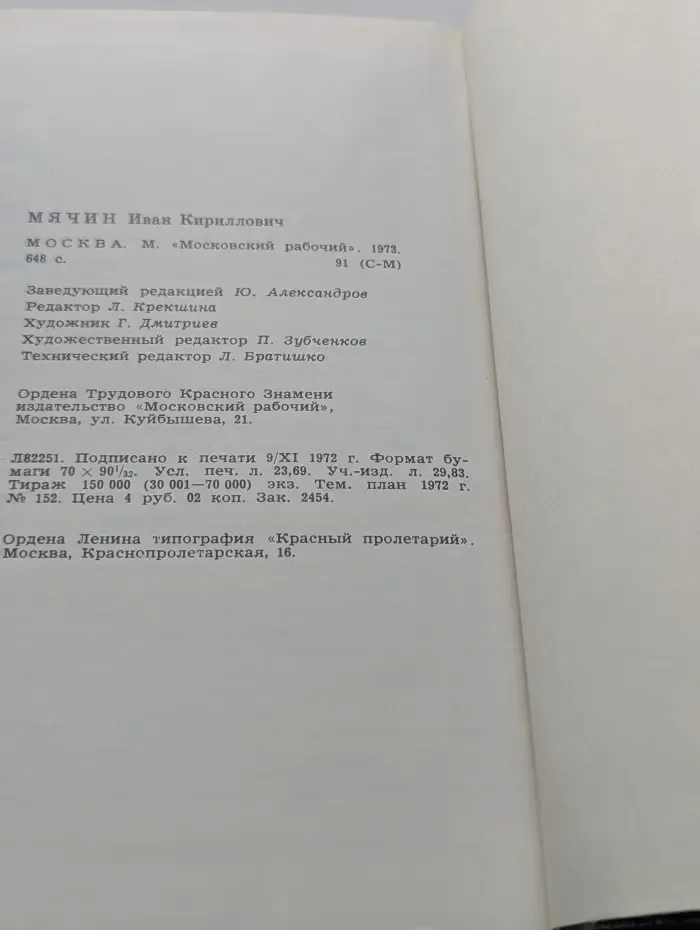 МЯЧИН Иван Кириллович
МОСКВА. М. «Московский рабочий». 1973.
648 с. 91 (С-М)
Заведующий редакцией Ю. Александров
Редактор Л. Крекшина
Художник Г. Дмитриев
Художественный редактор П. Зубченков
Технический редактор Л. Братишко
Ордена Трудового Красного Знамени
издательство «Московский рабочий»,
Москва, ул. Куйбышева, 21.
Л82251. Подписано к печати 9/XI 1972 г. Формат бу-
маги 70 × 90 1/32. Усл. печ. л. 23,69. Уч.-изд. л. 29,83.
Тираж 150 000 (30 001—70 000) экз. Тем. план 1972 г.
№ 152. Цена 4 руб. 02 коп. Зак. 2454.
Ордена Ленина типография «Красный пролетарий».
Москва, Краснопролетарская, 16.